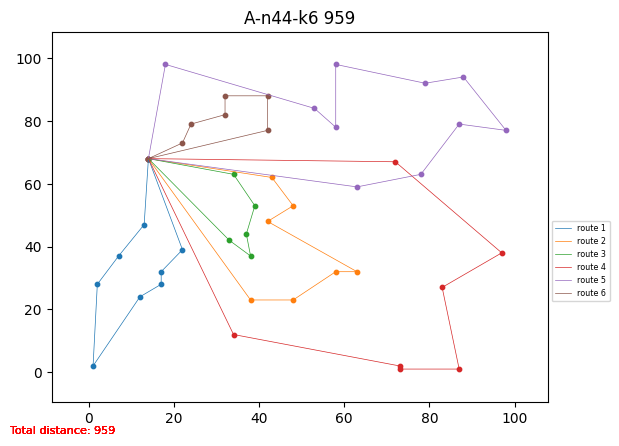 A-n44-k6 959
100
80
60
40
20
0
0 20 40 60 80 100
route 1
route 2
route 3
route 4
route 5
route 6
Total distance: 959